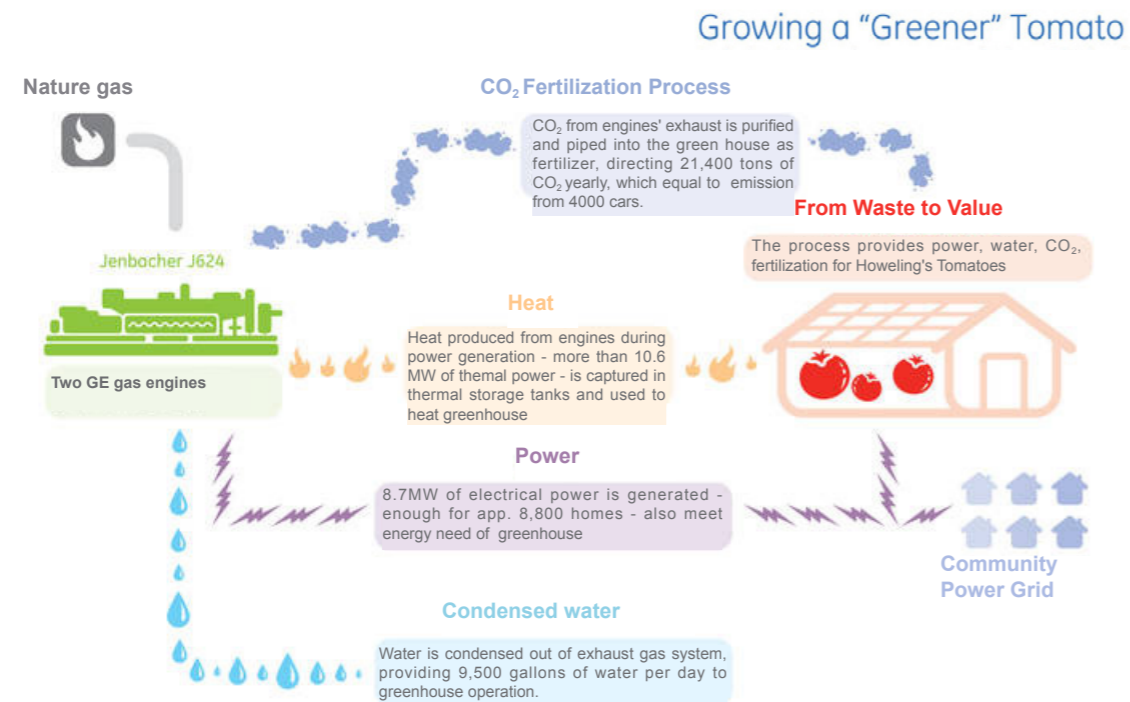 Growing a “Greener” Tomato
Nature gas
CO₂ Fertilization Process
CO₂ from engines' exhaust is purified
and piped into the green house as
fertilizer, directing 21,400 tons of
CO₂ yearly, which equal to emission
from 4000 cars.
From Waste to Value
The process provides power, water, CO₂,
fertilization for Howeling's Tomatoes
Jenbacher J624
Two GE gas engines
Heat
Heat produced from engines during
power generation - more than 10.6
MW of themal power - is captured in
thermal storage tanks and used to
heat greenhouse
Power
8.7MW of electrical power is generated -
enough for app. 8,800 homes - also meet
energy need of greenhouse
Community
Power Grid
Condensed water
Water is condensed out of exhaust gas system,
providing 9,500 gallons of water per day to
greenhouse operation.